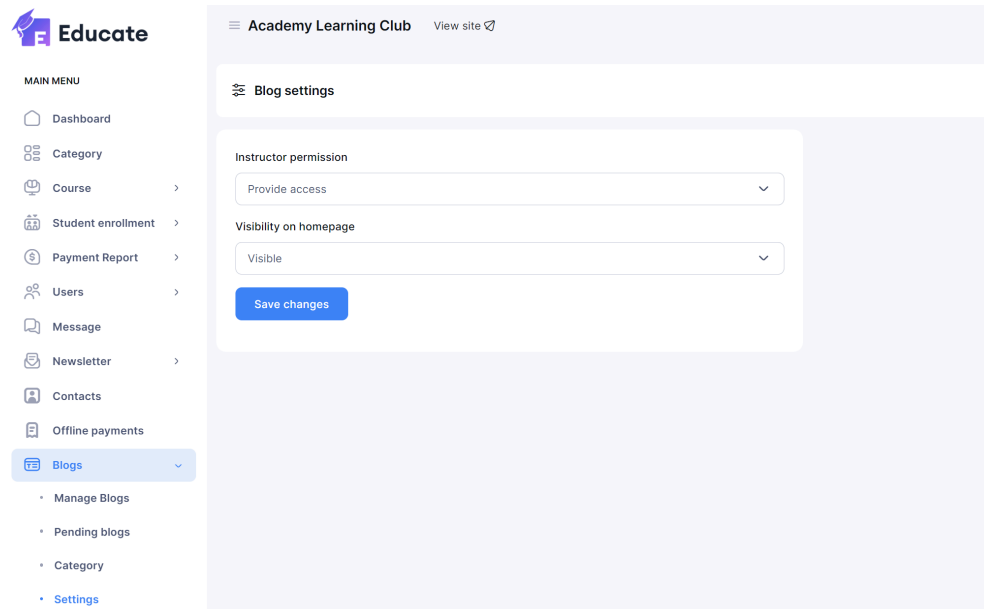 Educate
MAIN MENU
Dashboard
Category
Course
Student enrollment
Payment Report
Users
Message
Newsletter
Contacts
Offline payments
Blogs
Manage Blogs
Pending blogs
Category
Settings
Academy Learning Club View site
Blog settings
Instructor permission
Provide access
Visibility on homepage
Visible
Save changes